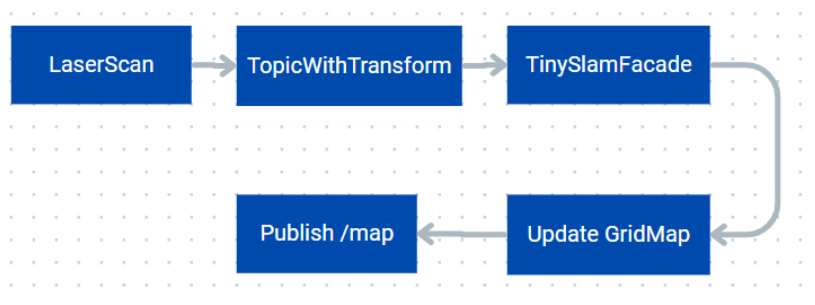 LaserScan
TopicWithTransform
TinySlamFacade
Update GridMap
Publish /map